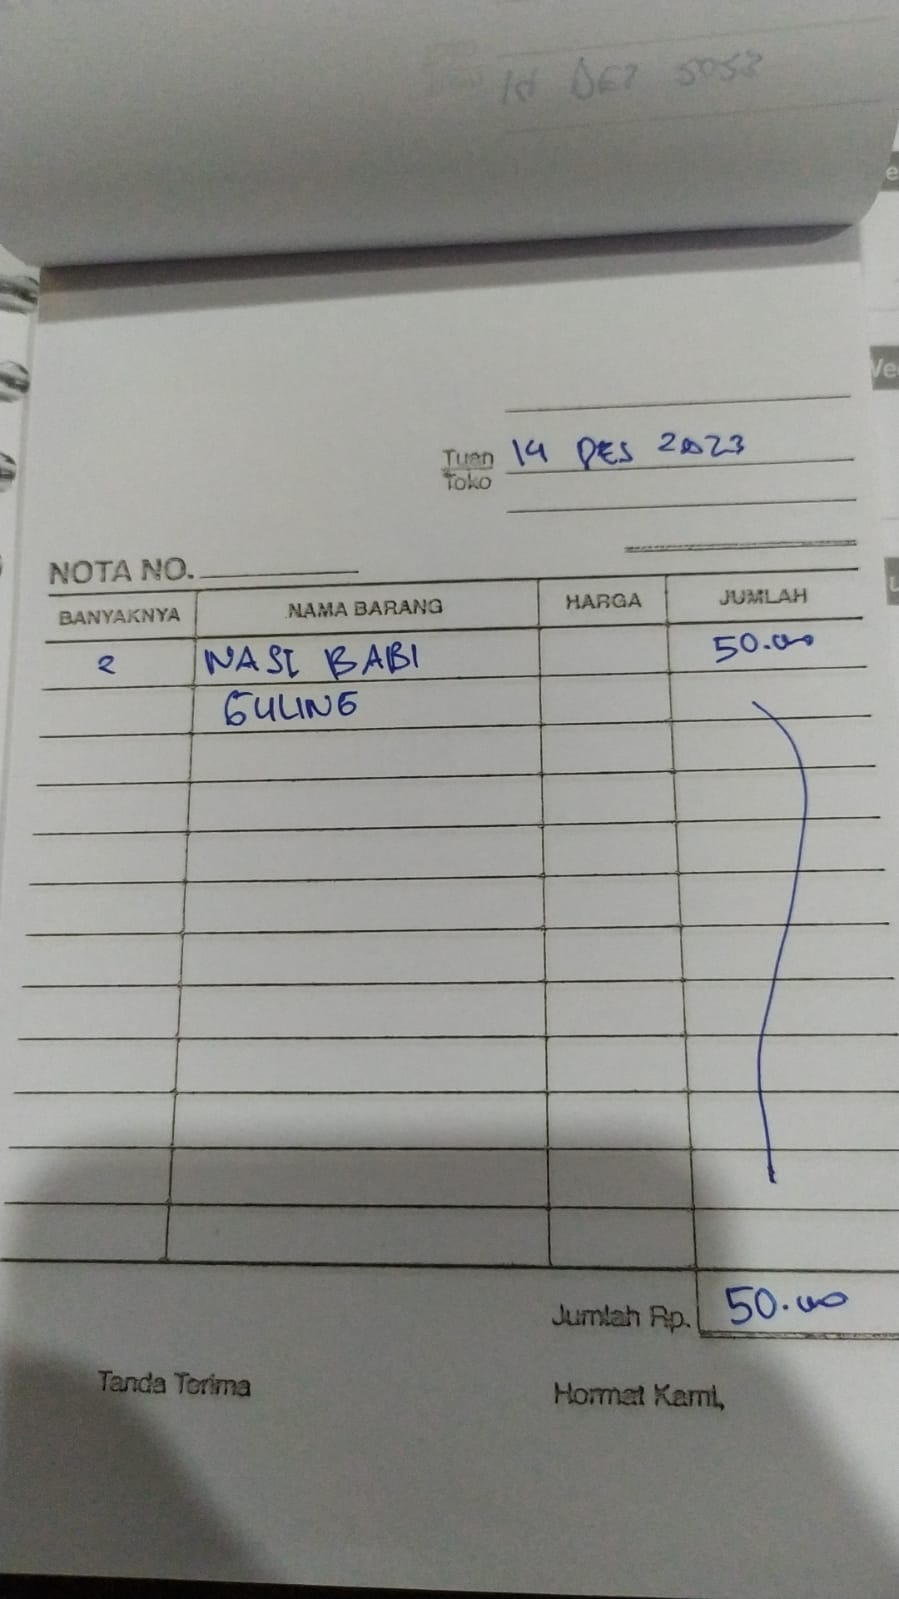 Tuan 14 DES 2023
Toko
NOTA NO.
BANYAKNYA NAMA BARANG HARGA JUMLAH
2 NASI BABI 50.000
GULING
Jumlah Rp. 50.000
Tanda Terima Hormat Kami,